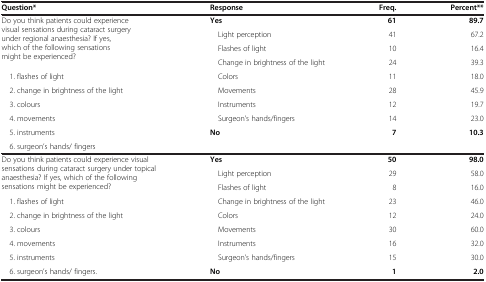 Question* Response Freq. Percent**
Do you think patients could experience Yes 61 89.7
visual sensations during cataract surgery
under regional anaesthesia? If yes, Light perception 41 67.2
which of the following sensations Flashes of light 10 16.4
might be experienced?
Change in brightness of the light 24 39.3
1. flashes of light Colors 11 18.0
2. change in brightness of the light Movements 28 45.9
3. colours Instruments 12 19.7
4. movements Surgeon's hands/fingers 14 23.0
5. instruments No 7 10.3
6. surgeon's hands/ fingers
Do you think patients could experience visual Yes 50 98.0
sensations during cataract surgery under topical
anaesthesia? If yes, which of the following Light perception 29 58.0
sensations might be experienced? Flashes of light 8 16.0
1. flashes of light Change in brightness of the light 23 46.0
2. change in brightness of the light Colors 12 24.0
3. colours Movements 30 60.0
4. movements Instruments 16 32.0
5. instruments Surgeon's hands/fingers 15 30.0
6. surgeon's hands/ fingers. No 1 2.0